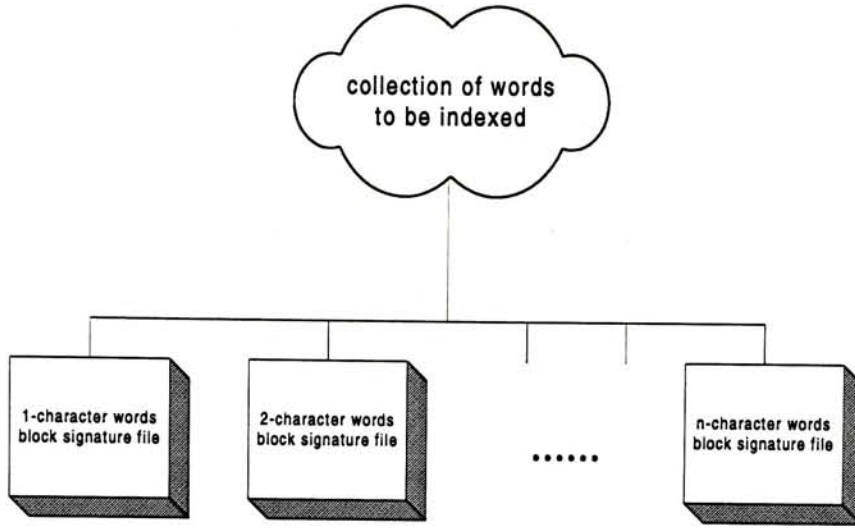 collection of words
to be indexed
1-character words
block signature file
2-character words
block signature file
......
n-character words
block signature file